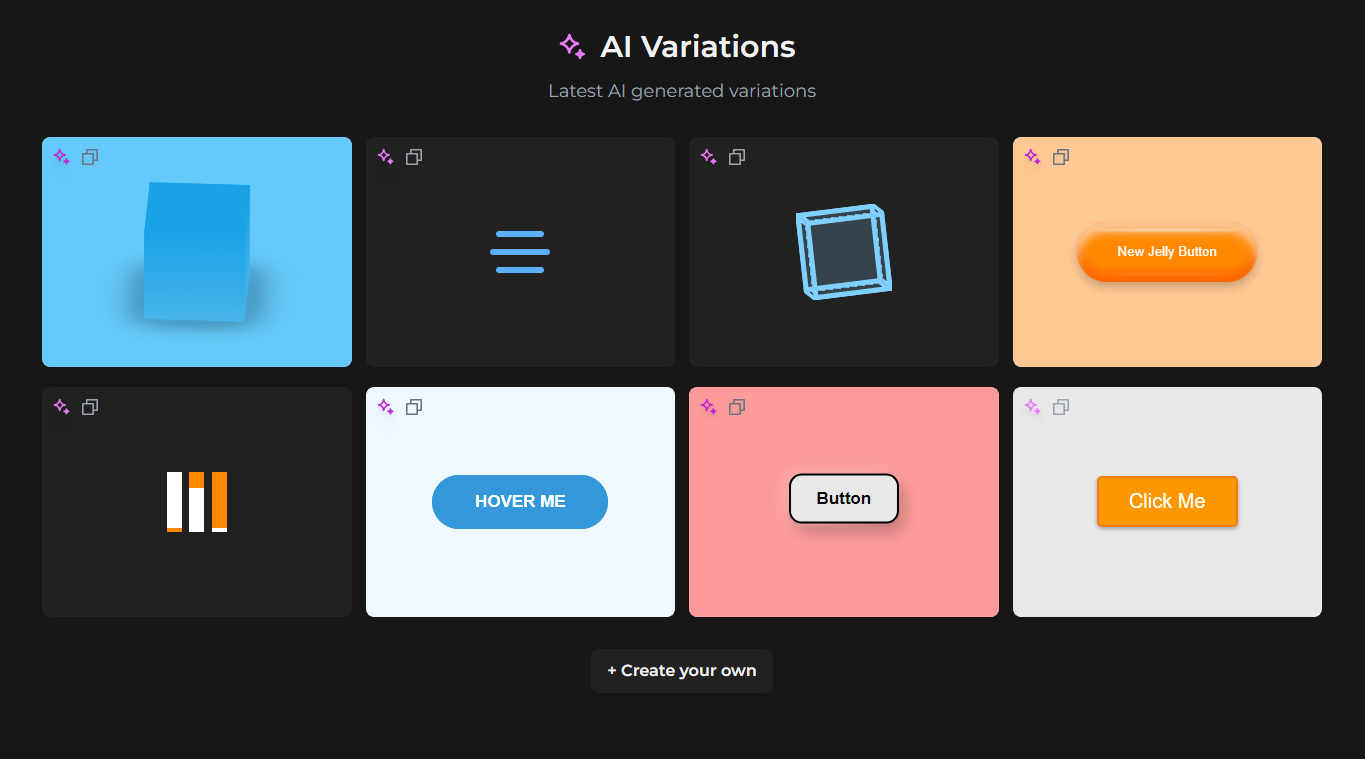 AI Variations
Latest AI generated variations
New Jelly Button
HOVER ME
Button
Click Me
+ Create your own